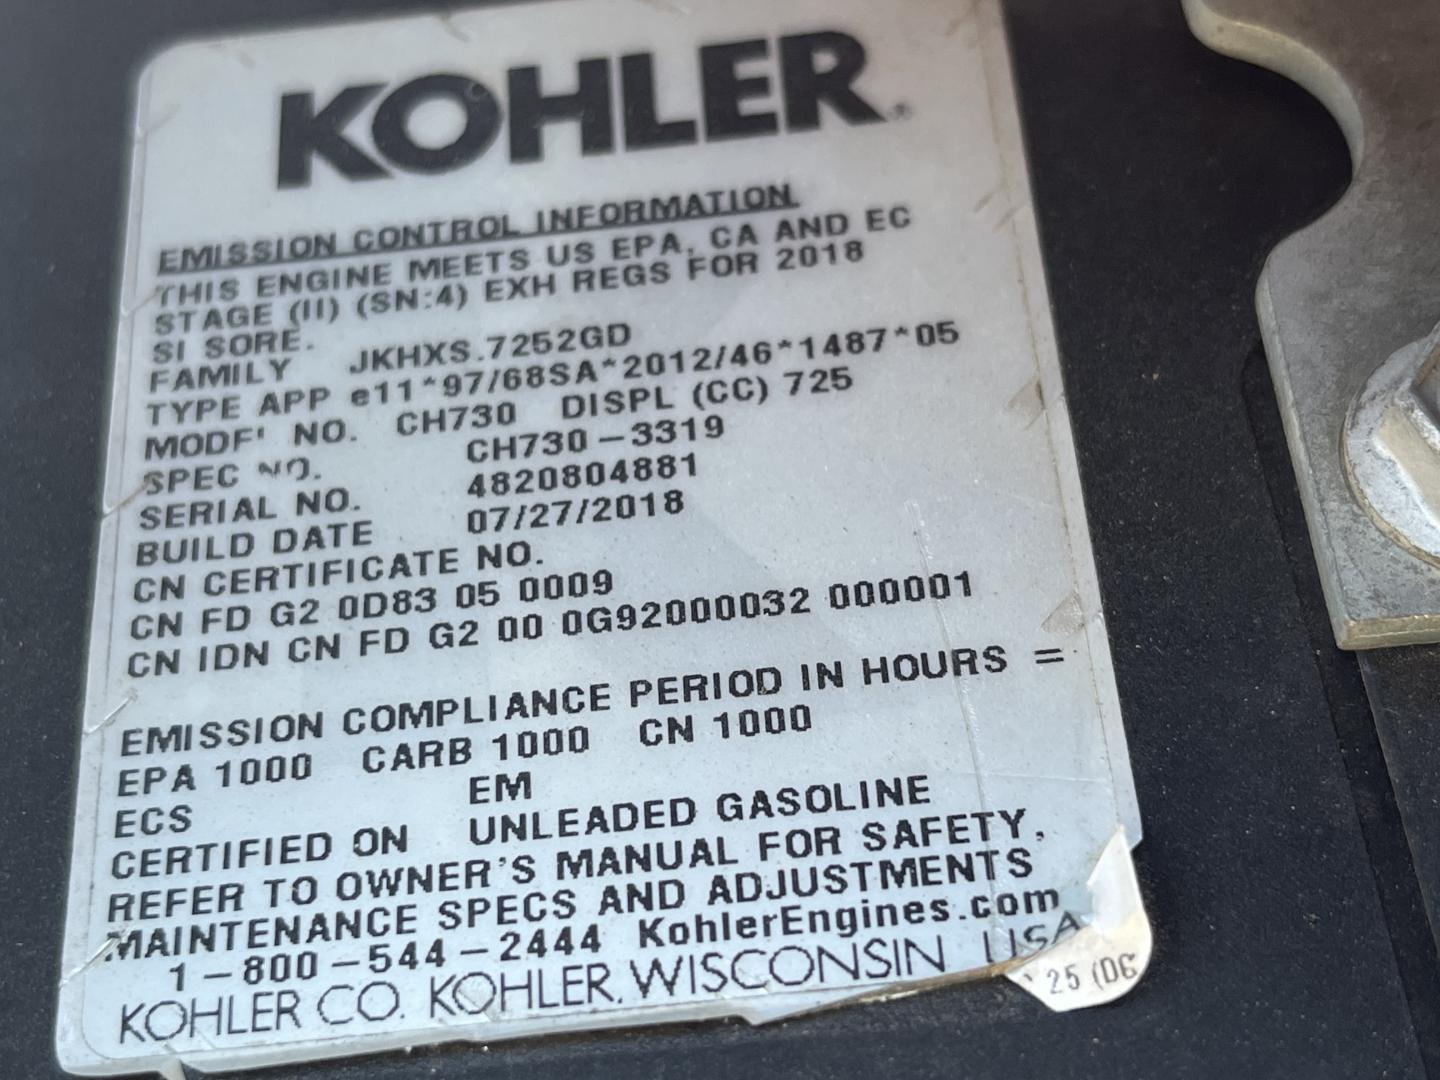 KOHLER®
EMISSION CONTROL INFORMATION
THIS ENGINE MEETS US EPA, CA AND EC
STAGE (II) (SN:4) EXH REGS FOR 2018
SI SORE.
FAMILY JKHXS.7252GD
TYPE APP e11*97/68SA*2012/46*1487*05
MODEL NO. CH730 DISPL (CC) 725
SPEC NO. CH730-3319
SERIAL NO. 4820804881
BUILD DATE 07/27/2018
CN CERTIFICATE NO.
CN FD G2 0D83 05 0009
CN IDN CN FD G2 00 0G92000032 000001
EMISSION COMPLIANCE PERIOD IN HOURS =
EPA 1000 CARB 1000 CN 1000
ECS EM
CERTIFIED ON UNLEADED GASOLINE
REFER TO OWNER'S MANUAL FOR SAFETY,
MAINTENANCE SPECS AND ADJUSTMENTS
1-800-544-2444 KohlerEngines.com
KOHLER CO. KOHLER, WISCONSIN USA
25 (DG